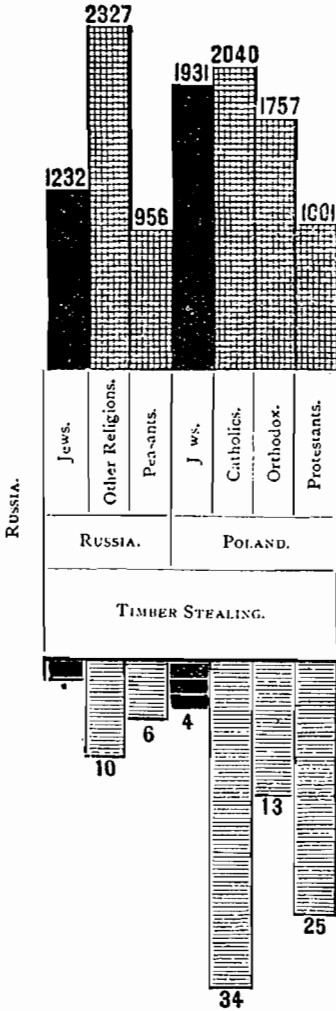 2327
2040
1931
1757
1232
956
1001
RUSSIA.
Jews.
Other Religions.
Peasants.
Jews.
Catholics.
Orthodox.
Protestants.
RUSSIA.
POLAND.
TIMBER STEALING.
10
6
4
34
13
25